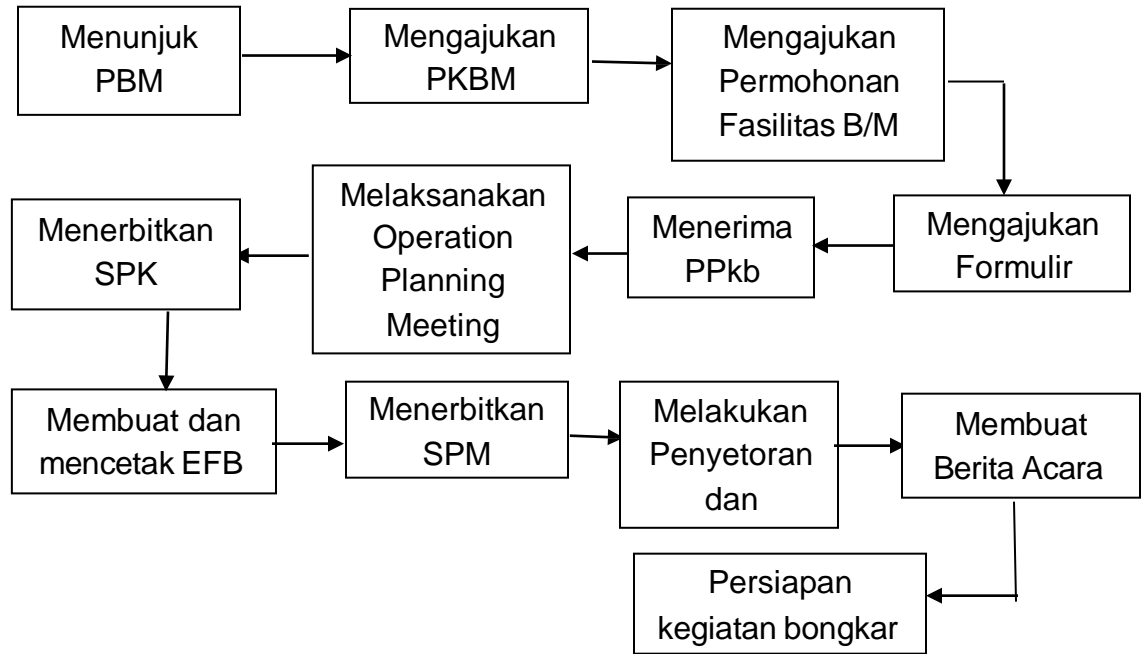 Menunjuk
PBM
Mengajukan
PKBM
Mengajukan
Permohonan
Fasilitas B/M
Mengajukan
Formulir
Menerima
PPkb
Melaksanakan
Operation
Planning
Meeting
Menerbitkan
SPK
Membuat dan
mencetak EFB
Menerbitkan
SPM
Melakukan
Penyetoran
dan
Membuat
Berita Acara
Persiapan
kegiatan bongkar